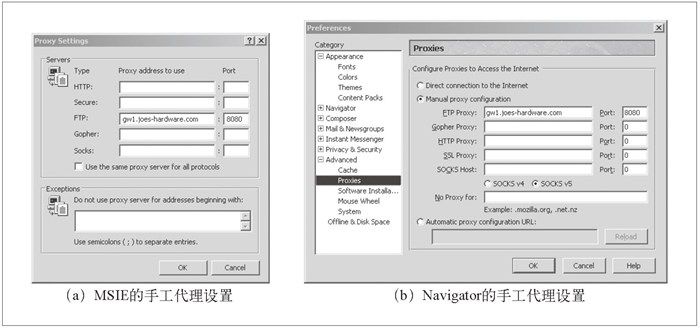 Proxy Settings
Servers
Type Proxy address to use Port
HTTP: :
Secure: :
FTP: gw1.joes-hardware.com : 8080
Gopher: :
Socks: :
Use the same proxy server for all protocols
Exceptions
Do not use proxy server for addresses beginning with:
Use semicolons ( ; ) to separate entries.
OK Cancel
(a) MSIE的手工代理设置
Preferences
Category
Appearance
Fonts
Colors
Themes
Content Packs
Navigator
Composer
Mail & Newsgroups
Instant Messenger
Privacy & Security
Advanced
Cache
Proxies
Software Installa...
Mouse Wheel
System
Offline & Disk Space
Proxies
Configure Proxies to Access the Internet
Direct connection to the Internet
Manual proxy configuration
FTP Proxy: gw1.joes-hardware.com Port: 8080
Gopher Proxy: Port: 0
HTTP Proxy: Port: 0
SSL Proxy: Port: 0
SOCKS Host: Port: 0
SOCKS v4 SOCKS v5
No Proxy for:
Example: .mozilla.org, .net.nz
Automatic proxy configuration URL:
Reload
OK Cancel Help
(b) Navigator的手工代理设置